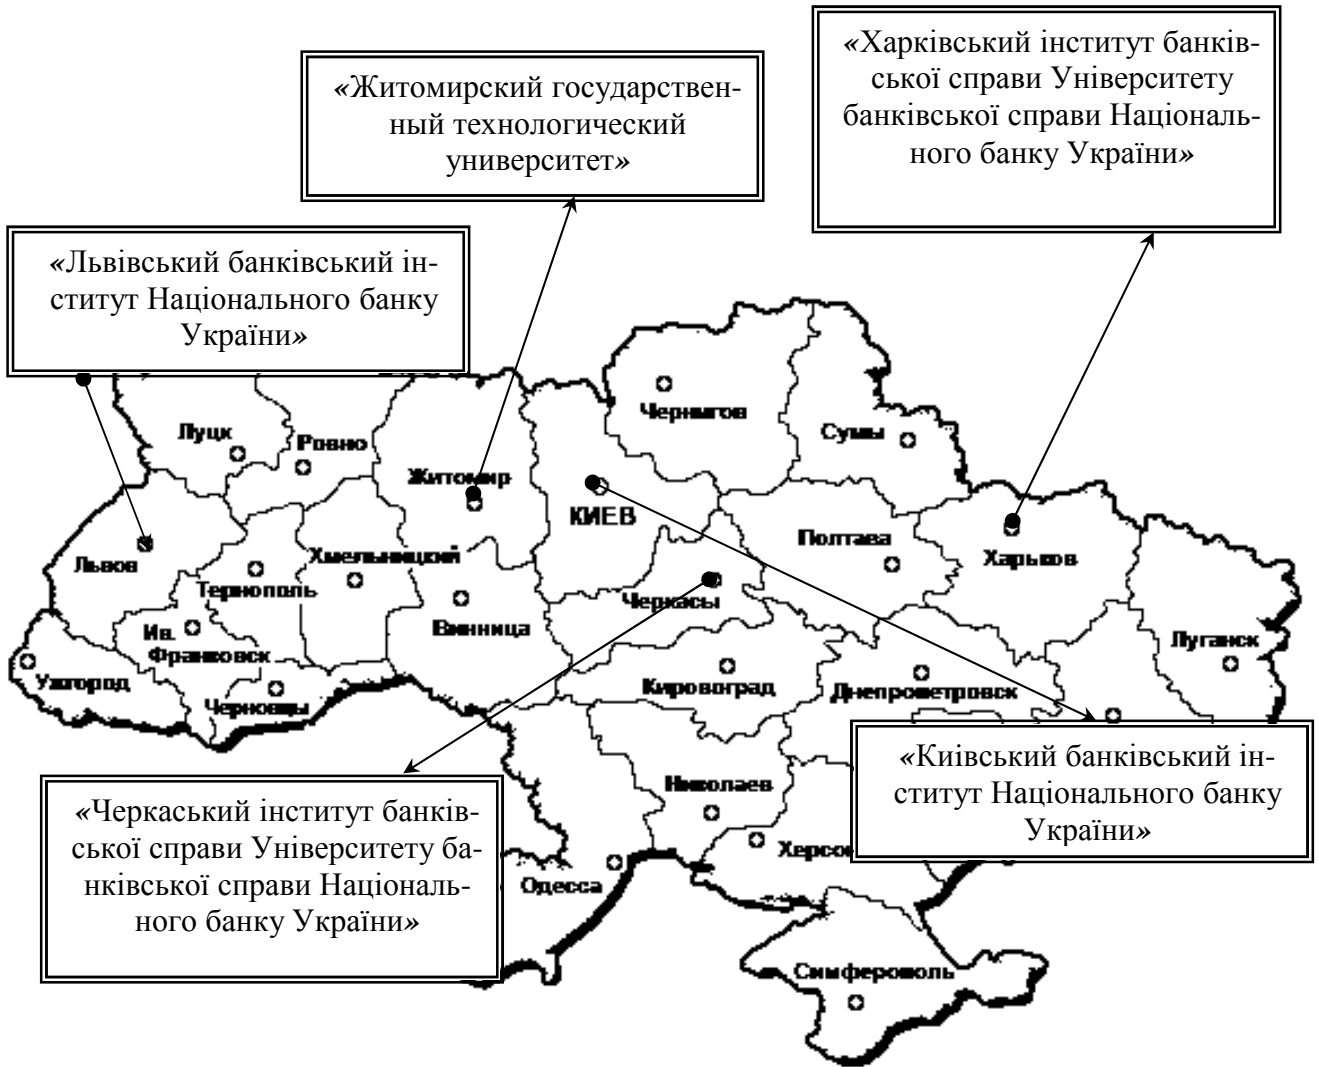 «Харківський інститут банків-
ської справи Університету
банківської справи Національ-
ного банку України»
«Житомирский государствен-
ный технологический
университет»
«Львівський банківський ін-
ститут Національного банку
України»
Чернигов
Сумы
Луцк
Ровно
Житомир
КИЕВ
Полтава
Харьков
Львов
Тернополь
Хмельницкий
Черкасы
Винница
Ив.
Франковск
Луганск
Ужгород
Черновцы
Кировоград
Днепропетровск
«Київський банківський ін-
ститут Національного банку
України»
Николаев
Херсо
«Черкаський інститут банків-
ської справи Університету ба-
нківської справи Національ-
ного банку України»
Одесса
Симферополь